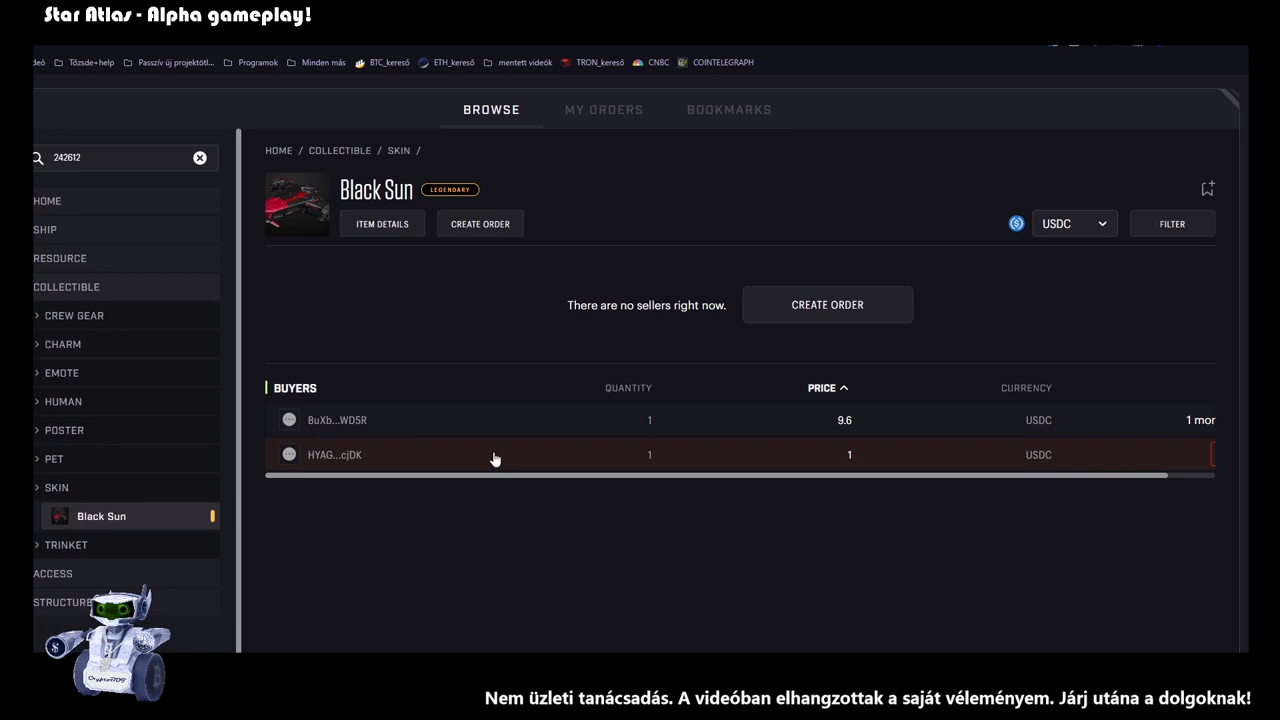 Star Atlas - Alpha gameplay!
deó Tőzsde+help Passzív új projektötl... Programok Minden más BTC_kereső ETH_kereső mentett videók TRON_kereső CNBC COINTELEGRAPH
BROWSE MY ORDERS BOOKMARKS
HOME / COLLECTIBLE / SKIN /
242612
Black Sun LEGENDARY
ITEM DETAILS CREATE ORDER USDC FILTER
There are no sellers right now. CREATE ORDER
BUYERS QUANTITY PRICE CURRENCY
BuXb...WD5R 1 9.6 USDC 1 mor
HYAG...cjDK 1 1 USDC
HOME
SHIP
RESOURCE
COLLECTIBLE
CREW GEAR
CHARM
EMOTE
HUMAN
POSTER
PET
SKIN
Black Sun
TRINKET
ACCESS
STRUCTURE
Nem üzleti tanácsadás. A videóban elhangzottak a saját véleményem. Járj utána a dolgoknak!